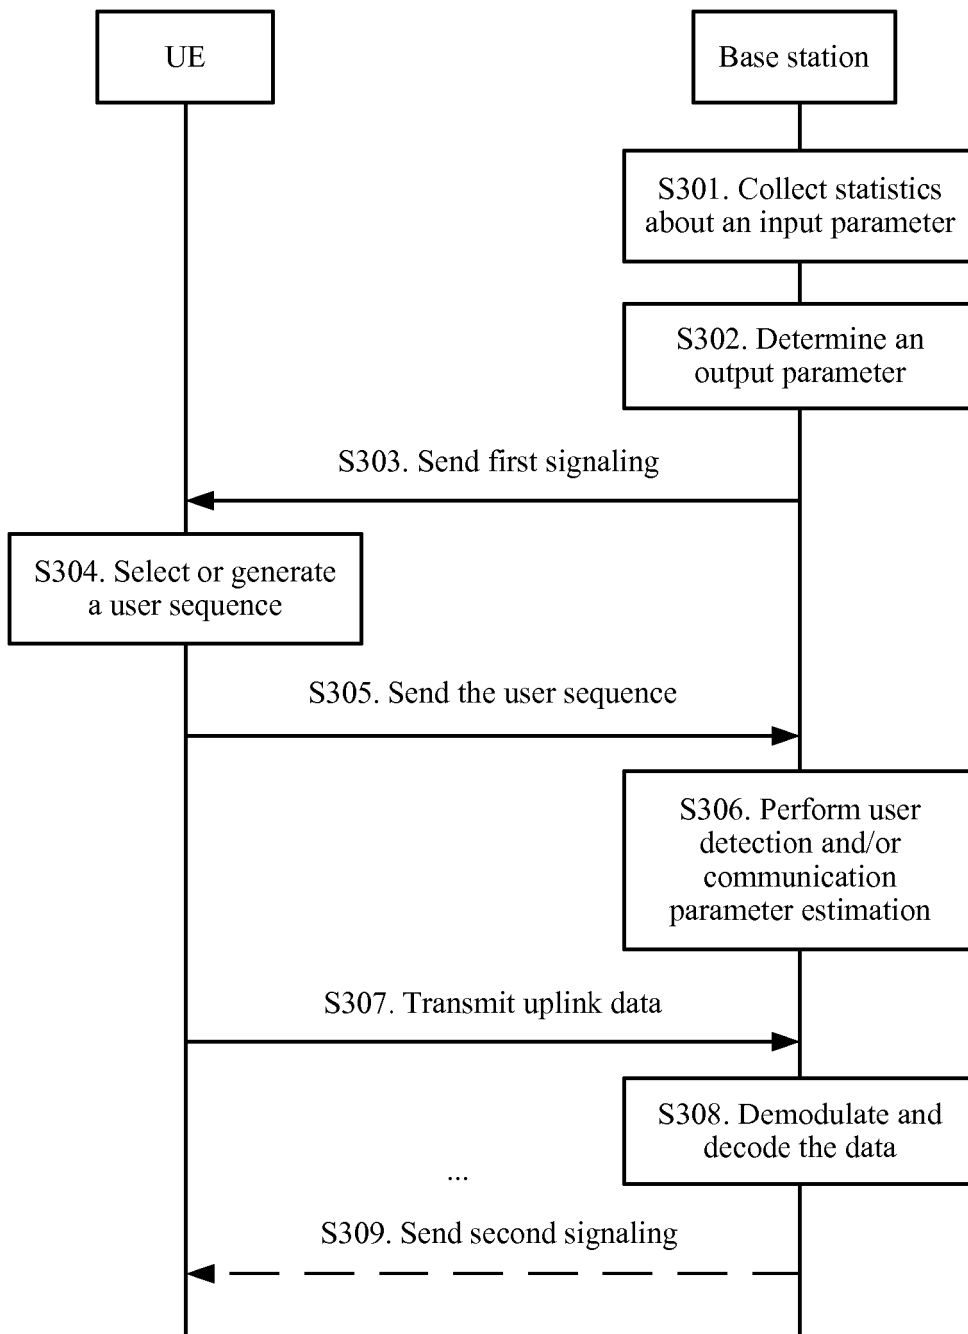 UE
Base station
S301. Collect statistics
about an input parameter
S302. Determine an
output parameter
S303. Send first signaling
S304. Select or generate
a user sequence
S305. Send the user sequence
S306. Perform user
detection and/or
communication
parameter estimation
S307. Transmit uplink data
S308. Demodulate and
decode the data
...
S309. Send second signaling